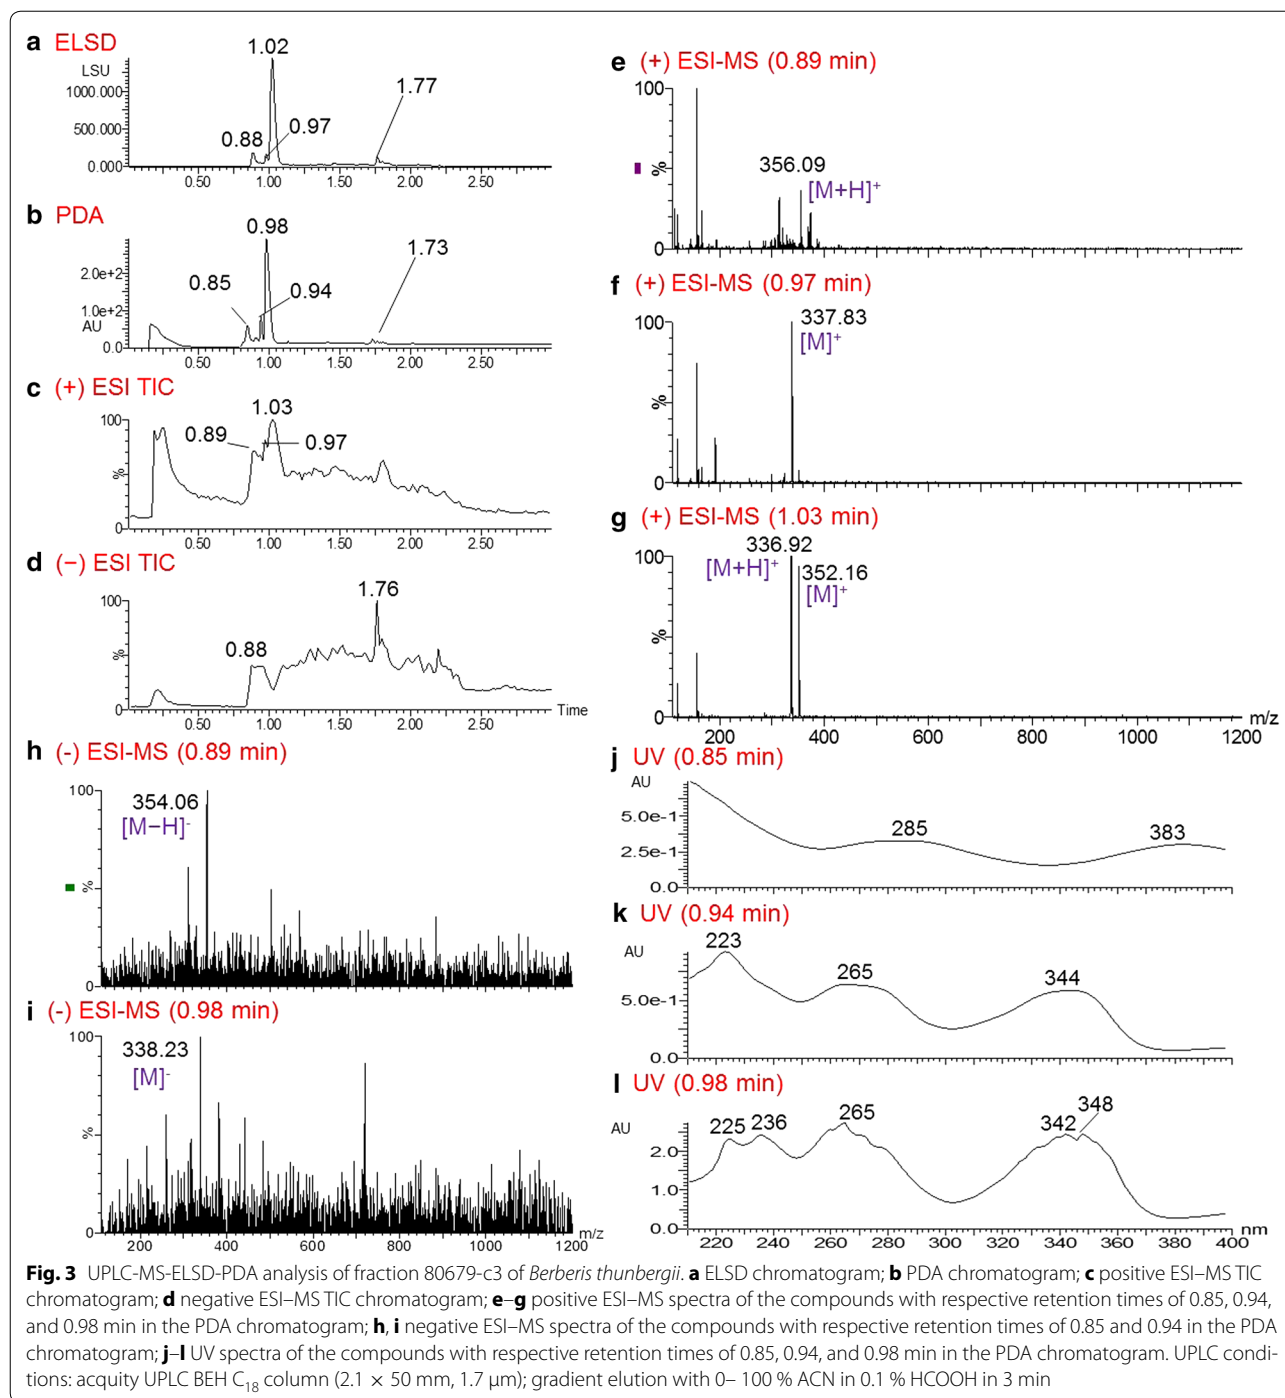 a ELSD
LSU
1000.000
500.000
0.000
1.02
0.88
0.97
1.77
0.50 1.00 1.50 2.00 2.50
b PDA
2.0e+2
1.0e+2
AU
0.0
0.98
0.85
0.94
1.73
0.50 1.00 1.50 2.00 2.50
c (+) ESI TIC
100
%
0
1.03
0.89
0.97
0.50 1.00 1.50 2.00 2.50
d (−) ESI TIC
100
%
0
1.76
0.88
Time
0.50 1.00 1.50 2.00 2.50
e (+) ESI-MS (0.89 min)
100
%
0
356.09
[M+H]⁺
f (+) ESI-MS (0.97 min)
100
%
0
337.83
[M]⁺
g (+) ESI-MS (1.03 min)
336.92
100
[M+H]⁺
352.16
[M]⁺
%
0
m/z
200 400 600 800 1000 1200
h (-) ESI-MS (0.89 min)
100
354.06
[M−H]⁻
%
0
i (-) ESI-MS (0.98 min)
100
338.23
[M]⁻
%
0
m/z
200 400 600 800 1000 1200
j UV (0.85 min)
AU
5.0e-1
2.5e-1
0.0
285
383
k UV (0.94 min)
AU
5.0e-1
0.0
223
265
344
l UV (0.98 min)
AU
2.0
1.0
0.0
225
236
265
342
348
nm
220 240 260 280 300 320 340 360 380 400
Fig. 3 UPLC-MS-ELSD-PDA analysis of fraction 80679-c3 of Berberis thunbergii. a ELSD chromatogram; b PDA chromatogram; c positive ESI–MS TIC
chromatogram; d negative ESI–MS TIC chromatogram; e–g positive ESI–MS spectra of the compounds with respective retention times of 0.85, 0.94,
and 0.98 min in the PDA chromatogram; h, i negative ESI–MS spectra of the compounds with respective retention times of 0.85 and 0.94 in the PDA
chromatogram; j–l UV spectra of the compounds with respective retention times of 0.85, 0.94, and 0.98 min in the PDA chromatogram. UPLC condi-
tions: acquity UPLC BEH C₁₈ column (2.1 × 50 mm, 1.7 μm); gradient elution with 0– 100 % ACN in 0.1 % HCOOH in 3 min